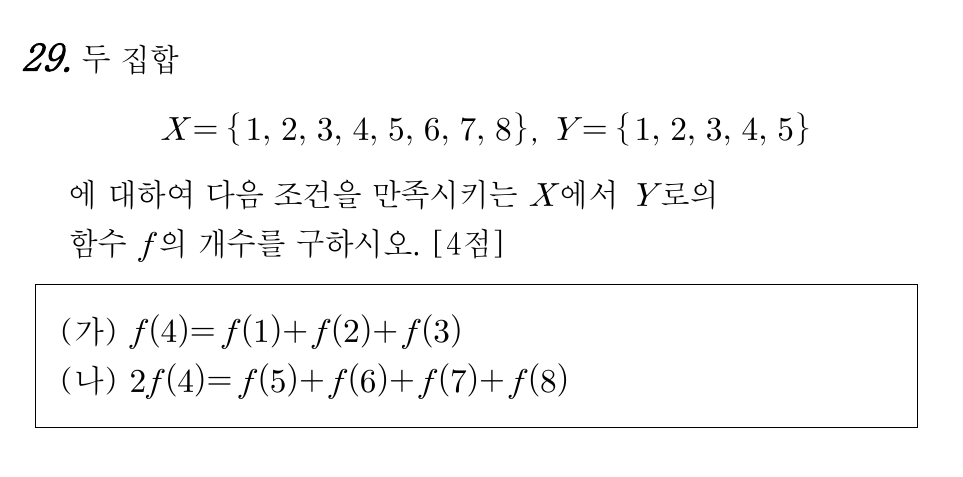 29. 두 집합
X={1, 2, 3, 4, 5, 6, 7, 8}, Y={1, 2, 3, 4, 5}
에 대하여 다음 조건을 만족시키는 X에서 Y로의
함수 f의 개수를 구하시오. [4점]
(가) f(4)=f(1)+f(2)+f(3)
(나) 2f(4)=f(5)+f(6)+f(7)+f(8)